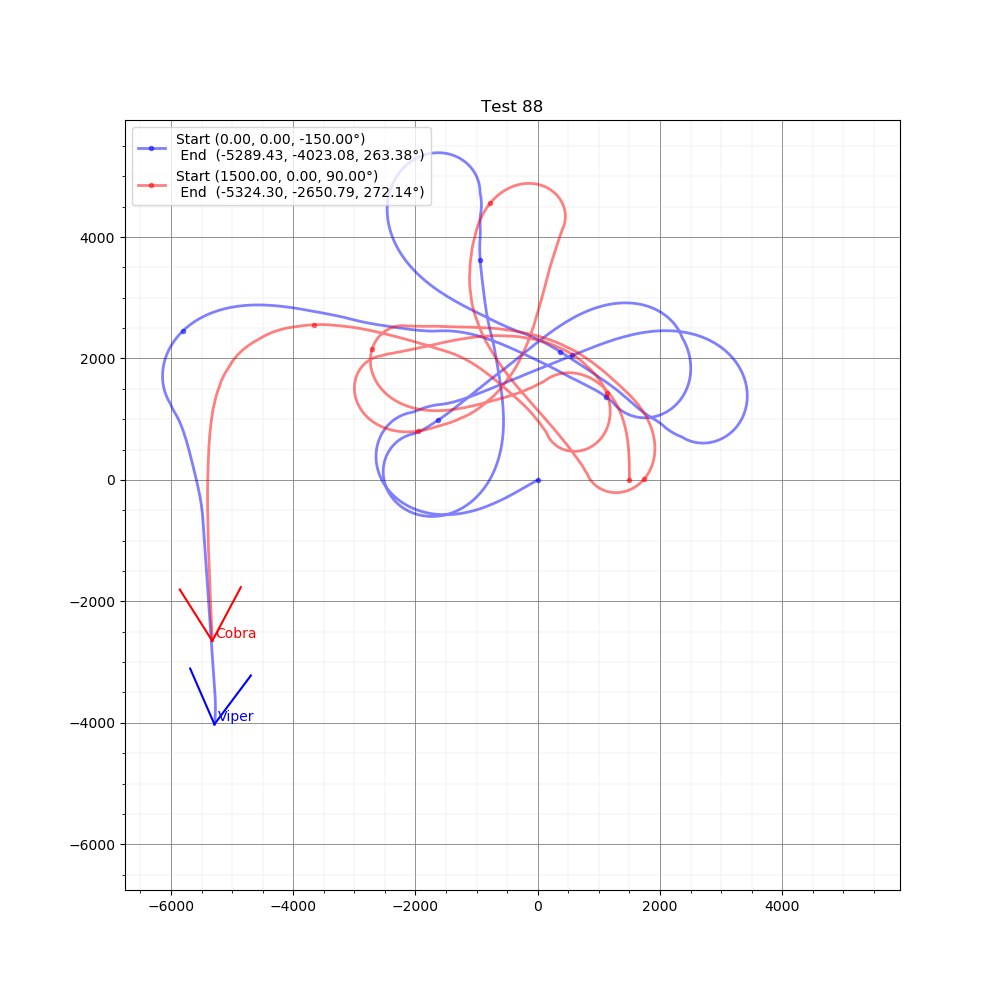 Test 88
Start (0.00, 0.00, -150.00°)
End  (-5289.43, -4023.08, 263.38°)
Start (1500.00, 0.00, 90.00°)
End  (-5324.30, -2650.79, 272.14°)
4000
2000
0
−2000
−4000
−6000
Cobra
Viper
−6000 −4000 −2000 0 2000 4000